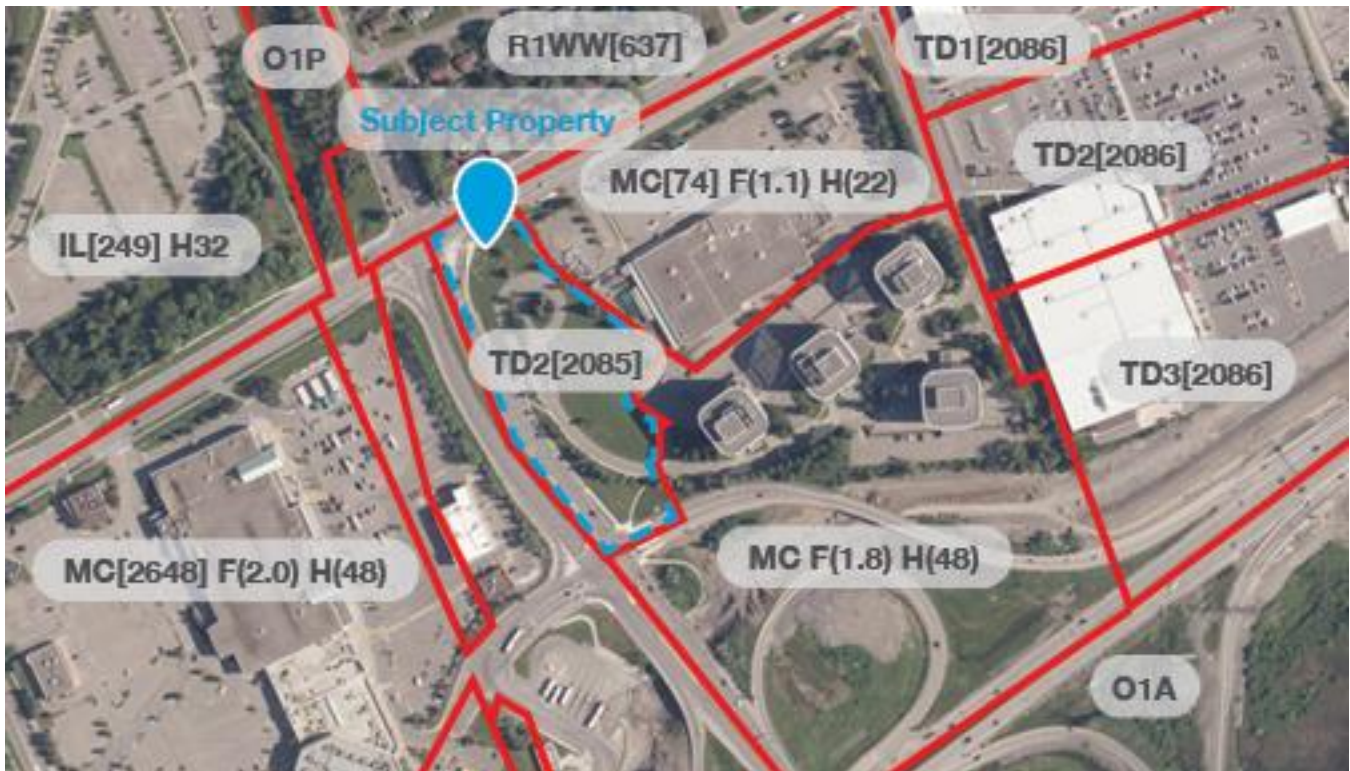 O1P
R1WW[637]
TD1[2086]
Subject Property
TD2[2086]
MC[74] F(1.1) H(22)
IL[249] H32
TD2[2085]
TD3[2086]
MC[2648] F(2.0) H(48)
MC F(1.8) H(48)
O1A